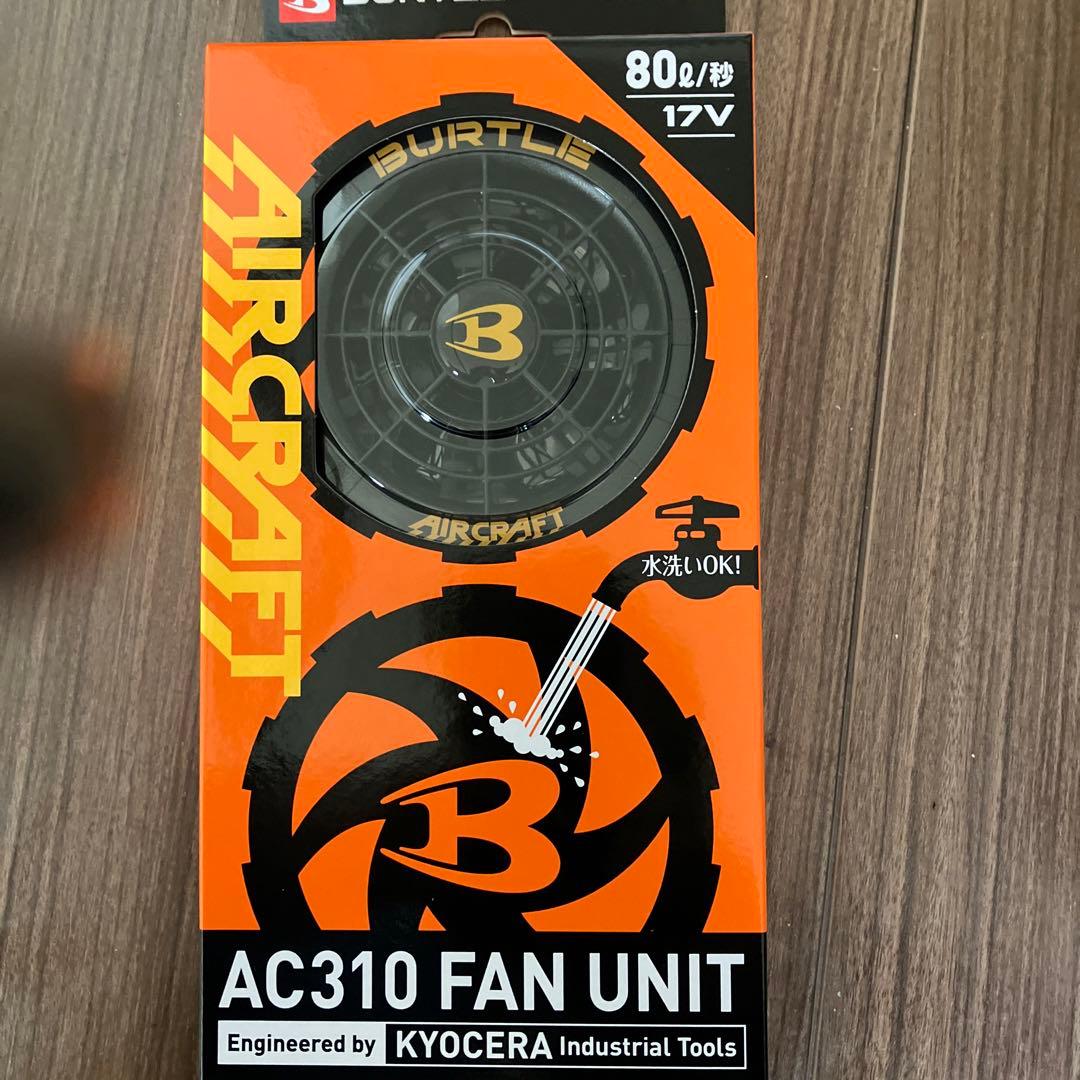 80ℓ/秒
17V
BURTLE
AIRCRAFT
B
AIRCRAFT
水洗いOK!
B
AC310 FAN UNIT
Engineered by KYOCERA Industrial Tools